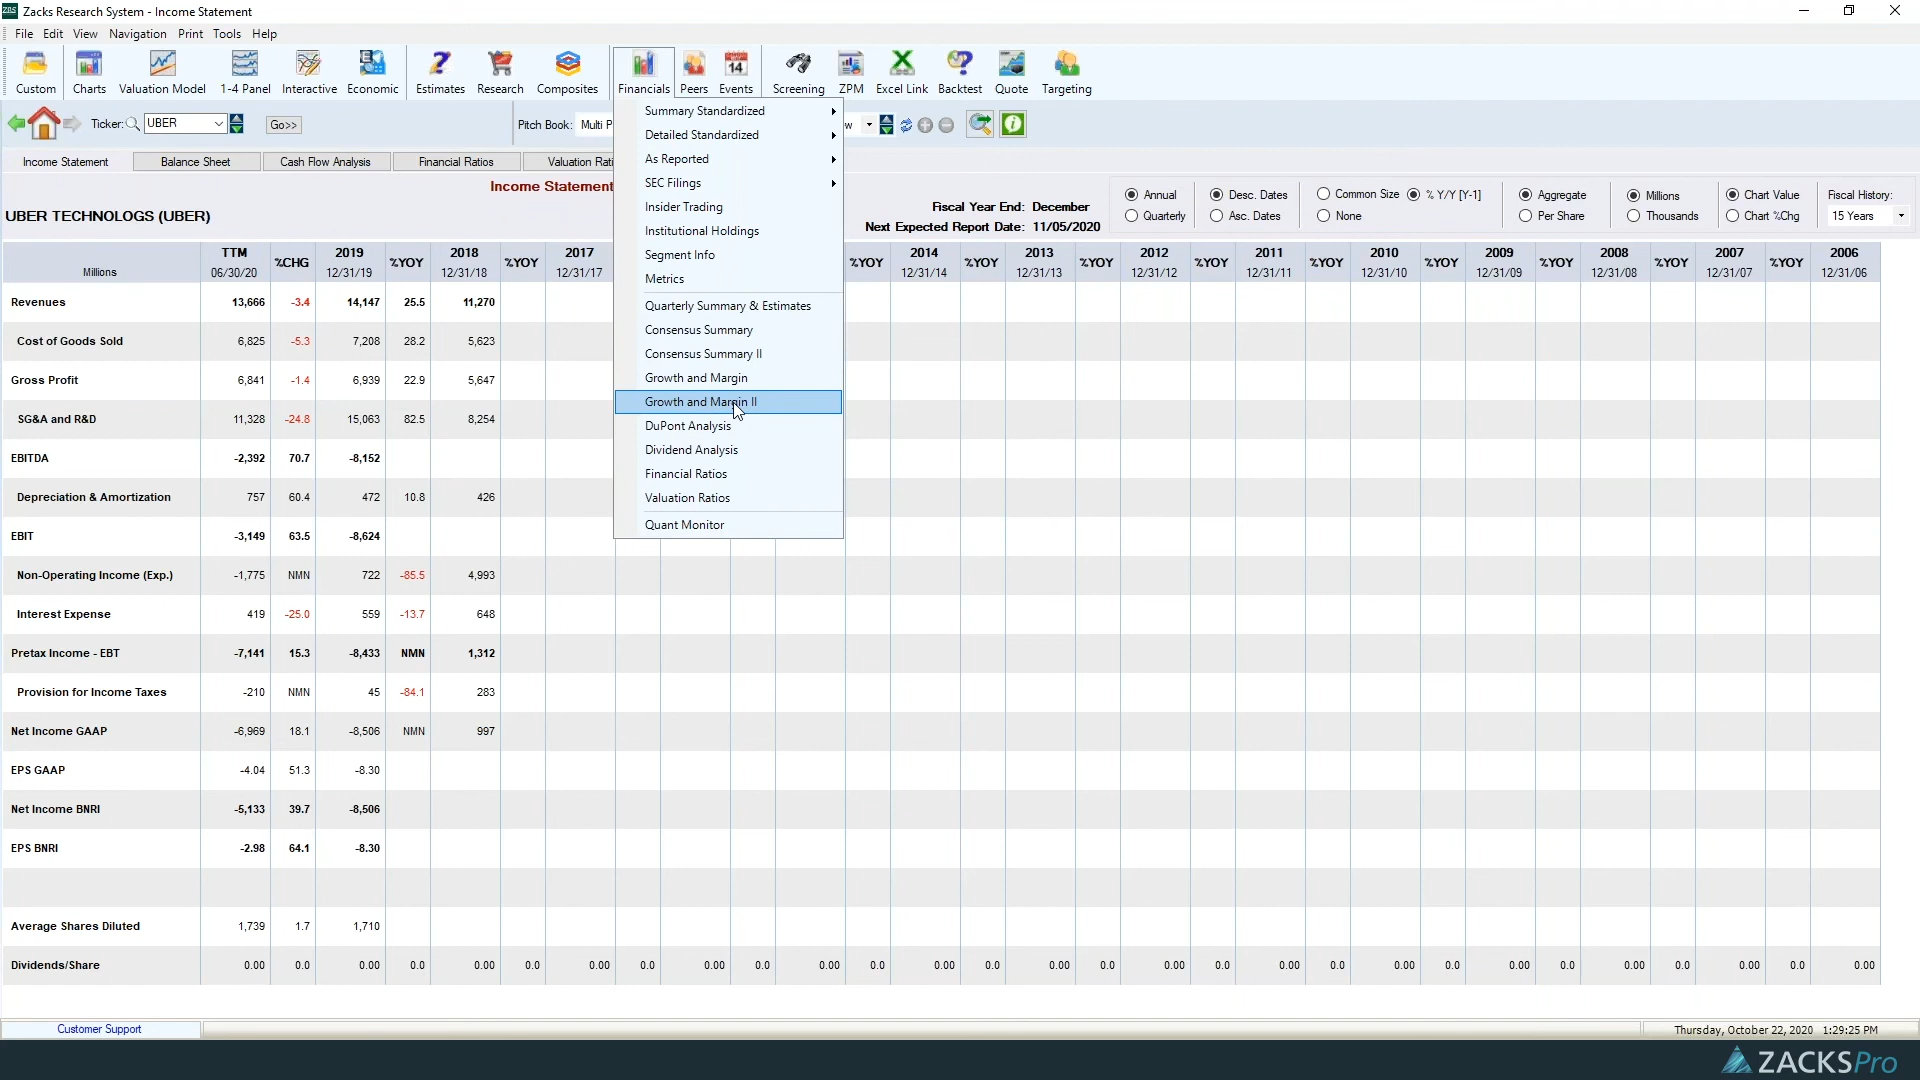 Zacks Research System - Income Statement
File Edit View Navigation Print Tools Help
Custom Charts Valuation Model 1-4 Panel Interactive Economic Estimates Research Composites Financials Peers Events Screening ZPM Excel Link Backtest Quote Targeting
Ticker: UBER Go>> Pitch Book: Multi P
Income Statement Balance Sheet Cash Flow Analysis Financial Ratios Valuation Rati
Summary Standardized
Detailed Standardized
As Reported
SEC Filings
Insider Trading
Institutional Holdings
Segment Info
Metrics
Quarterly Summary & Estimates
Consensus Summary
Consensus Summary II
Growth and Margin
Growth and Margin II
DuPont Analysis
Dividend Analysis
Financial Ratios
Valuation Ratios
Quant Monitor
Income Statement
UBER TECHNOLOGS (UBER)
Fiscal Year End: December
Next Expected Report Date: 11/05/2020
Annual Desc. Dates Common Size % Y/Y [Y-1] Aggregate Millions Chart Value Fiscal History:
Quarterly Asc. Dates None Per Share Thousands Chart %Chg 15 Years
TTM 2019 2018 2017 2014 2013 2012 2011 2010 2009 2008 2007 2006
%CHG %YOY %YOY %YOY %YOY %YOY %YOY %YOY %YOY %YOY %YOY %YOY
Millions 06/30/20 12/31/19 12/31/18 12/31/17 12/31/14 12/31/13 12/31/12 12/31/11 12/31/10 12/31/09 12/31/08 12/31/07 12/31/06
Revenues 13,666 -3.4 14,147 25.5 11,270
Cost of Goods Sold 6,825 -5.3 7,208 28.2 5,623
Gross Profit 6,841 -1.4 6,939 22.9 5,647
SG&A and R&D 11,328 -24.8 15,063 82.5 8,254
EBITDA -2,392 70.7 -8,152
Depreciation & Amortization 757 60.4 472 10.8 426
EBIT -3,149 63.5 -8,624
Non-Operating Income (Exp.) -1,775 NMN 722 -85.5 4,993
Interest Expense 419 -25.0 559 -13.7 648
Pretax Income - EBT -7,141 15.3 -8,433 NMN 1,312
Provision for Income Taxes -210 NMN 45 -84.1 283
Net Income GAAP -6,969 18.1 -8,506 NMN 997
EPS GAAP -4.04 51.3 -8.30
Net Income BNRI -5,133 39.7 -8,506
EPS BNRI -2.98 64.1 -8.30
Average Shares Diluted 1,739 1.7 1,710
Dividends/Share 0.00 0.0 0.00 0.0 0.00 0.0 0.00 0.0 0.00 0.0 0.00 0.0 0.00 0.0 0.00 0.0 0.00 0.0 0.00 0.0 0.00 0.0 0.00 0.0 0.00 0.0 0.00 0.0 0.00
Customer Support
Thursday, October 22, 2020 1:29:25 PM
ZACKSPro